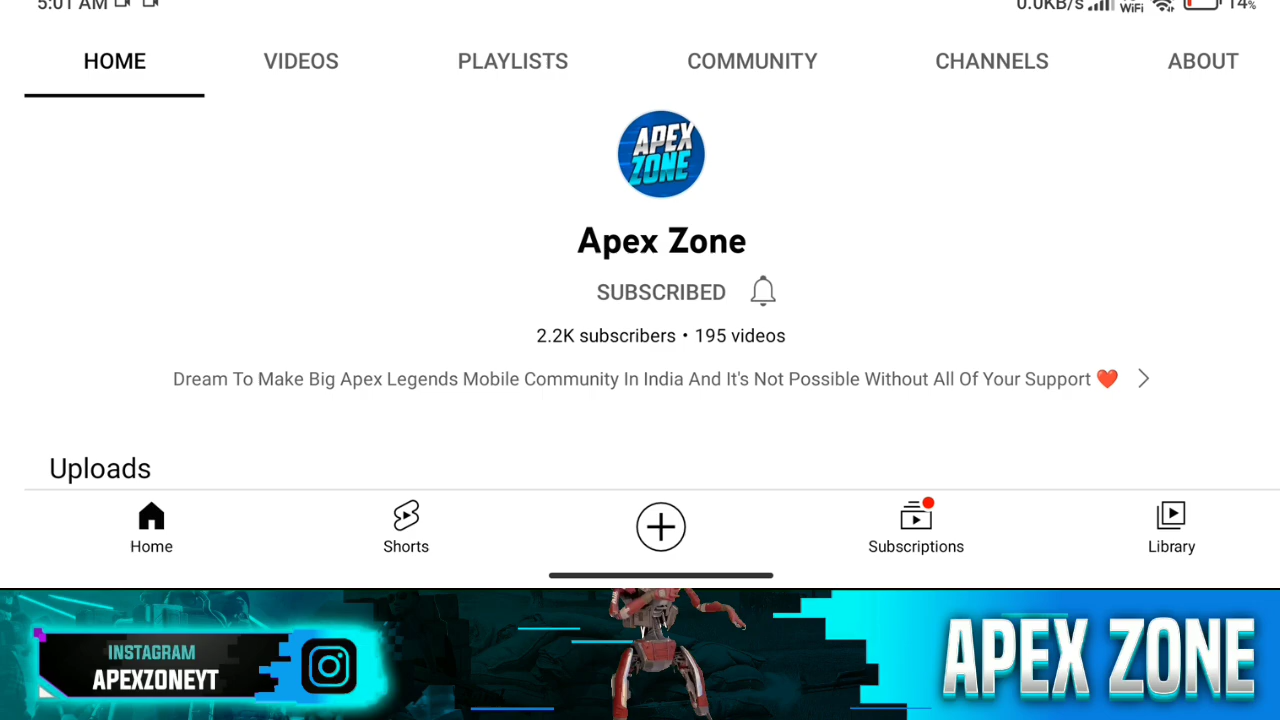 5:01 AM 0.0KB/s WiFi 14%
HOME VIDEOS PLAYLISTS COMMUNITY CHANNELS ABOUT
APEX
ZONE
Apex Zone
SUBSCRIBED
2.2K subscribers • 195 videos
Dream To Make Big Apex Legends Mobile Community In India And It's Not Possible Without All Of Your Support ❤️ >
Uploads
Home Shorts Subscriptions Library
INSTAGRAM
APEXZONEYT
APEX ZONE